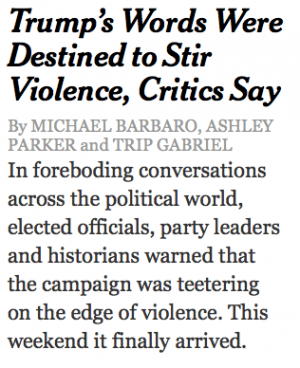 Trump's Words Were
Destined to Stir
Violence, Critics Say
By MICHAEL BARBARO, ASHLEY
PARKER and TRIP GABRIEL
In foreboding conversations
across the political world,
elected officials, party leaders
and historians warned that
the campaign was teetering
on the edge of violence. This
weekend it finally arrived.